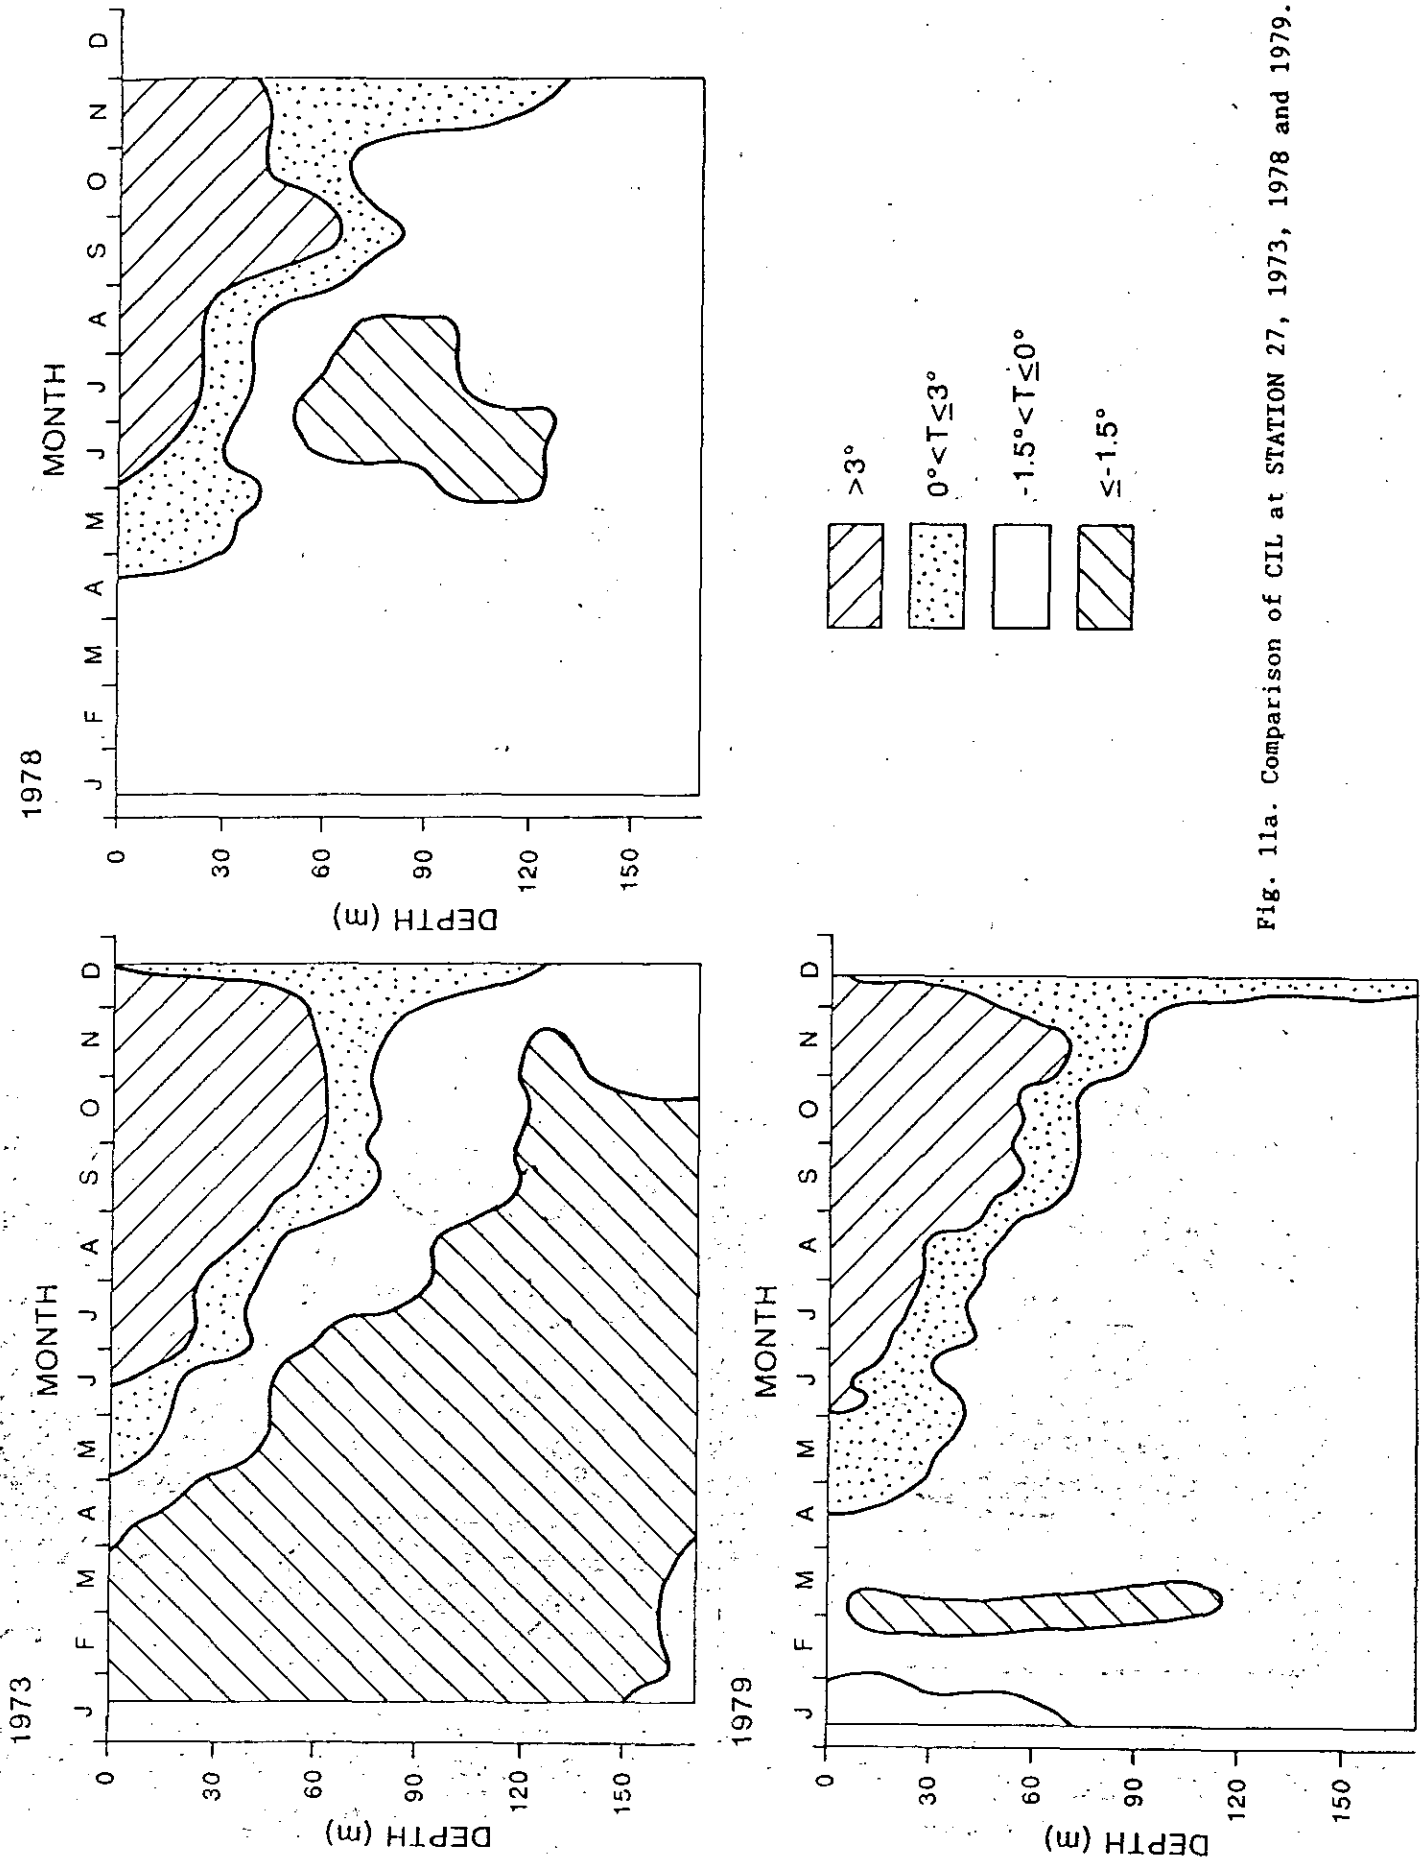 1973
MONTH
J F M A M J J A S O N D
0
30
60
90
120
150
DEPTH (m)
1978
MONTH
J F M A M J J A S O N D
0
30
60
90
120
150
DEPTH (m)
1979
MONTH
J F M A M J J A S O N D
0
30
60
90
120
150
DEPTH (m)
>3°
0°<T≤3°
-1.5°<T≤0°
≤-1.5°
Fig. 11a. Comparison of CIL at STATION 27, 1973, 1978 and 1979.